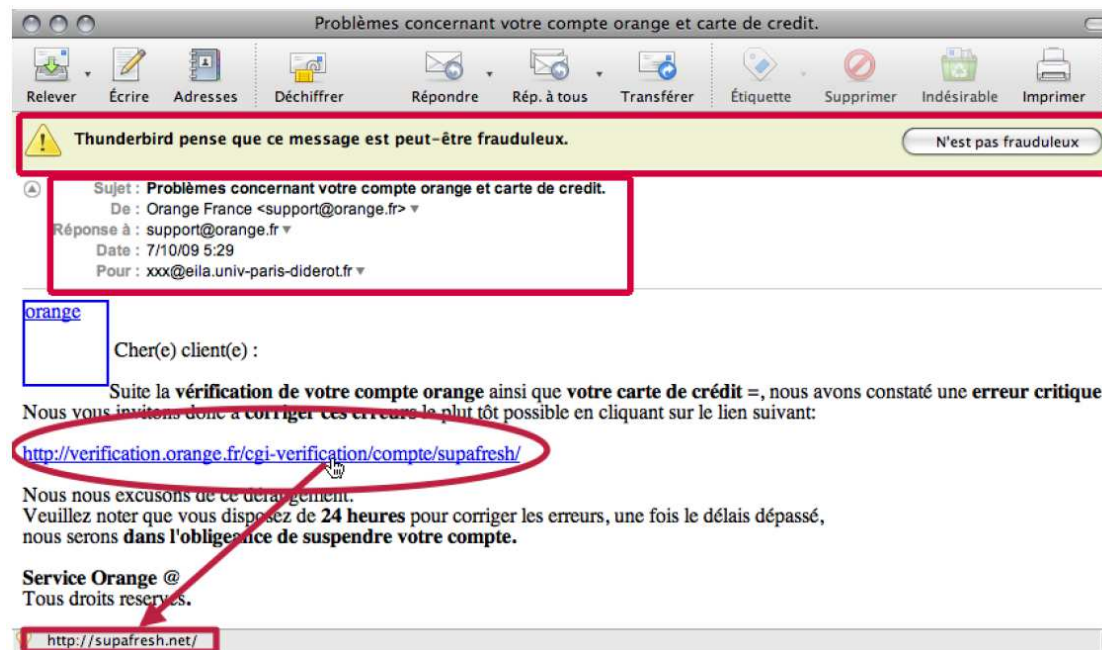 Problèmes concernant votre compte orange et carte de credit.
Relever Écrire Adresses Déchiffrer Répondre Rép. à tous Transférer Étiquette Supprimer Indésirable Imprimer
Thunderbird pense que ce message est peut-être frauduleux. N'est pas frauduleux
Sujet : Problèmes concernant votre compte orange et carte de credit.
De : Orange France <support@orange.fr>
Réponse à : support@orange.fr
Date : 7/10/09 5:29
Pour : xxx@eila.univ-paris-diderot.fr
orange
Cher(e) client(e) :
Suite la vérification de votre compte orange ainsi que votre carte de crédit =, nous avons constaté une erreur critique
Nous vous invitons donc a corriger ces erreurs le plut tôt possible en cliquant sur le lien suivant:
http://verification.orange.fr/cgi-verification/compte/supafresh/
Nous nous excusons de ce dérangement.
Veuillez noter que vous disposez de 24 heures pour corriger les erreurs, une fois le délais dépassé,
nous serons dans l'obligeance de suspendre votre compte.
Service Orange @
Tous droits reserves.
http://supafresh.net/